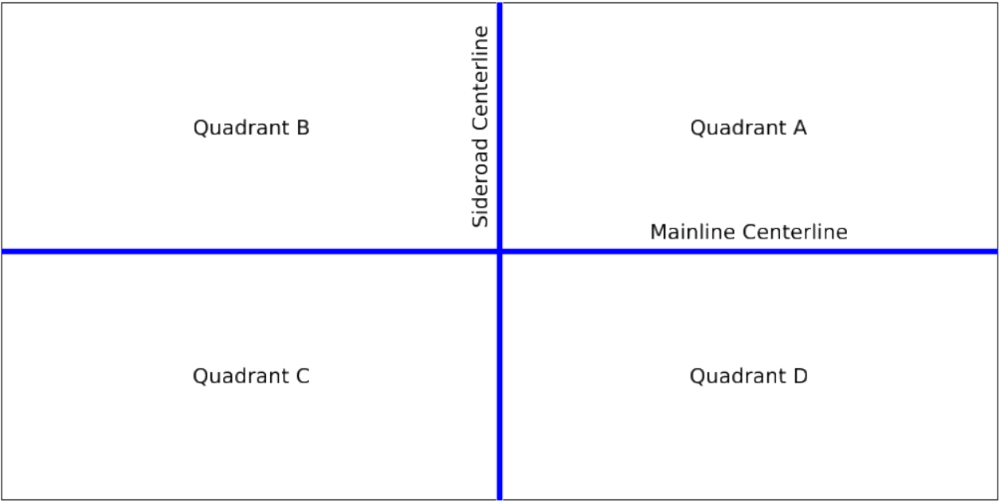 Quadrant B
Sideroad Centerline
Quadrant A
Mainline Centerline
Quadrant C
Quadrant D